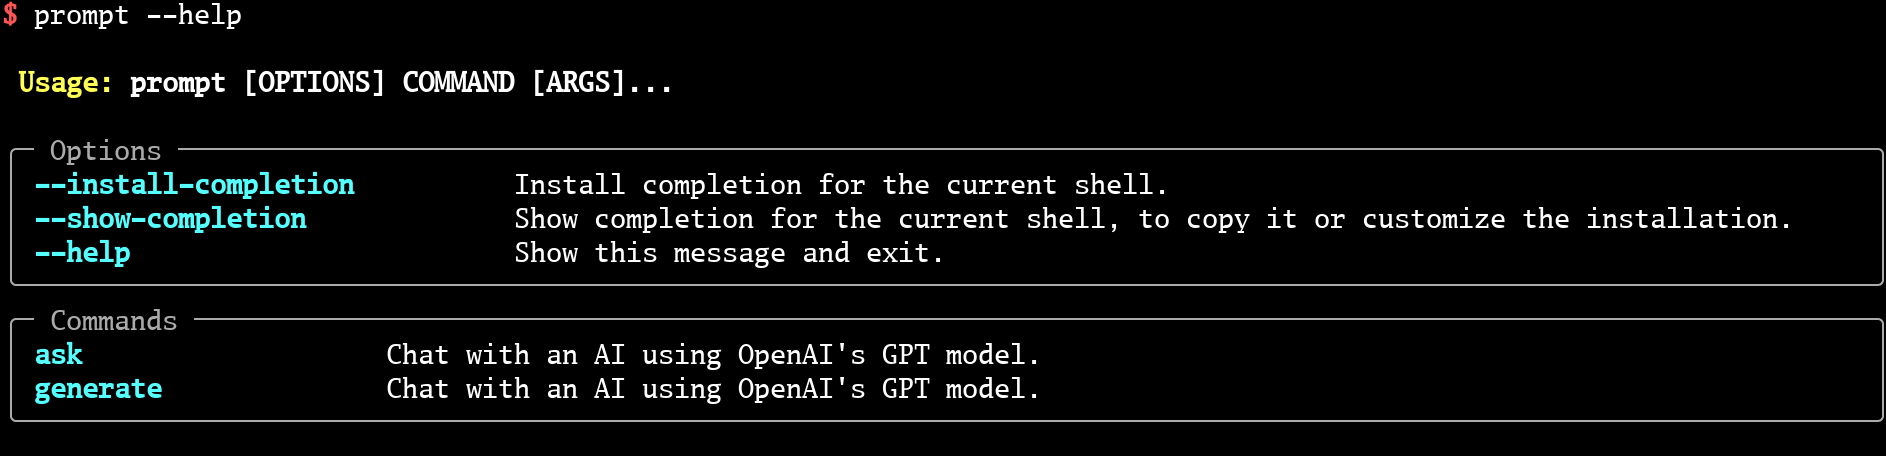 $ prompt --help
Usage: prompt [OPTIONS] COMMAND [ARGS]...
Options
--install-completion Install completion for the current shell.
--show-completion Show completion for the current shell, to copy it or customize the installation.
--help Show this message and exit.
Commands
ask Chat with an AI using OpenAI's GPT model.
generate Chat with an AI using OpenAI's GPT model.